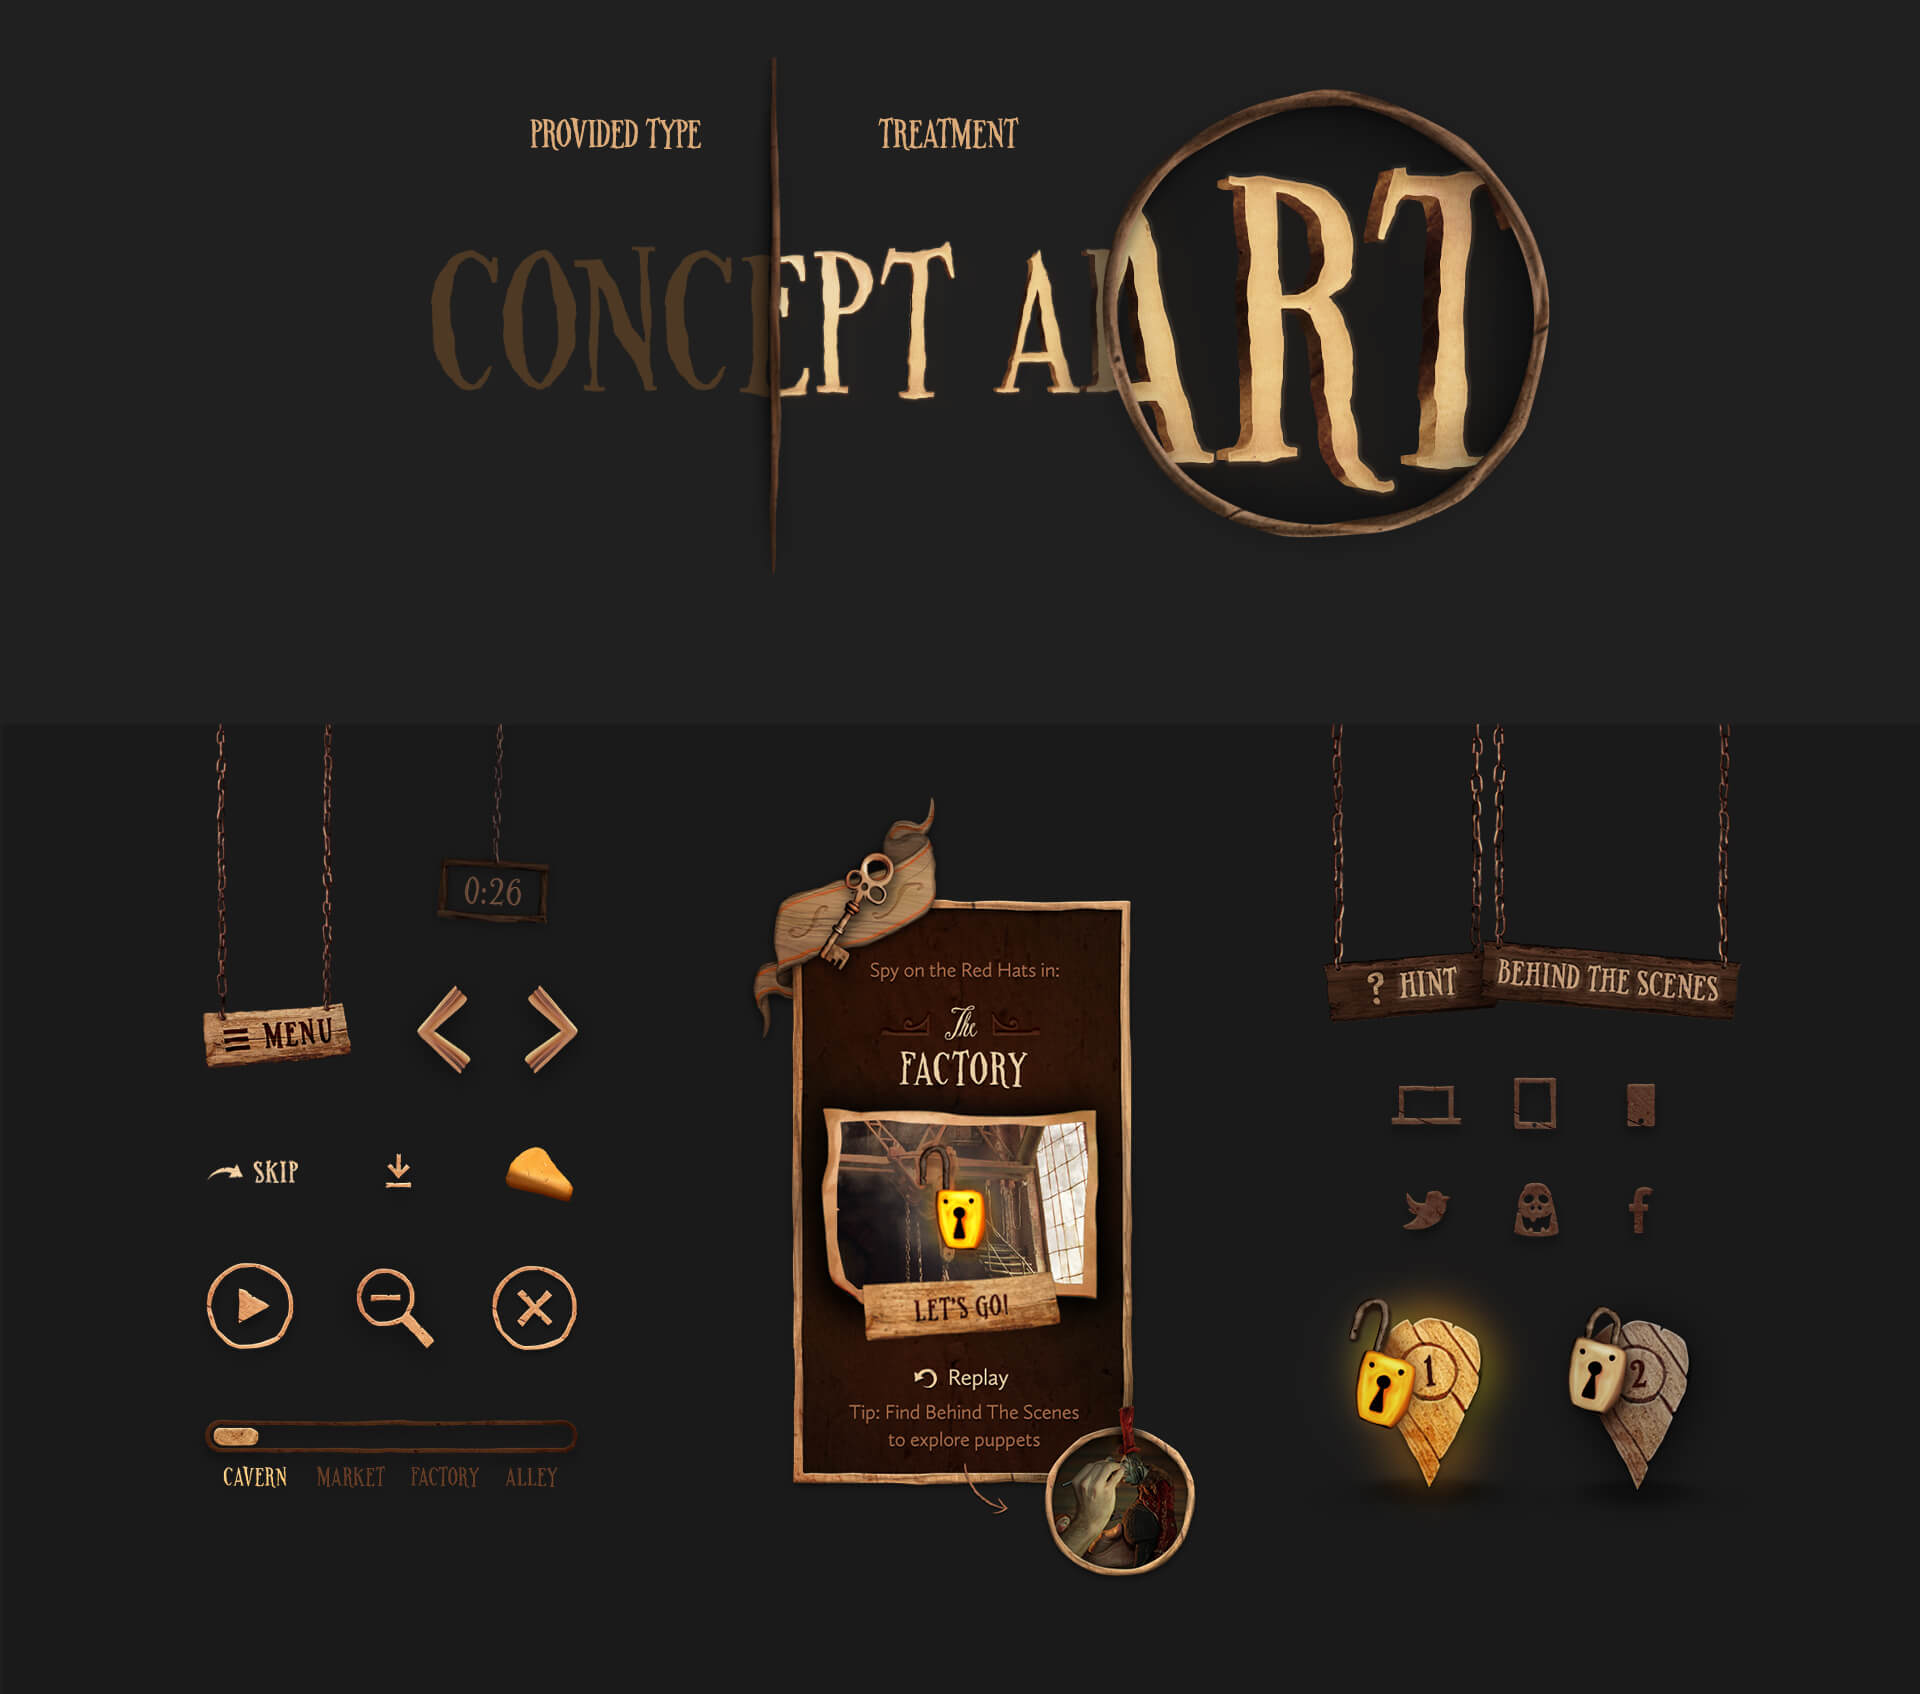 PROVIDED TYPE
TREATMENT
CONCEPT A
ART
0:26
MENU
SKIP
CAVERN MARKET FACTORY ALLEY
Spy on the Red Hats in:
The
FACTORY
LET'S GO!
Replay
Tip: Find Behind The Scenes
to explore puppets
? HINT
BEHIND THE SCENES
f
1
2